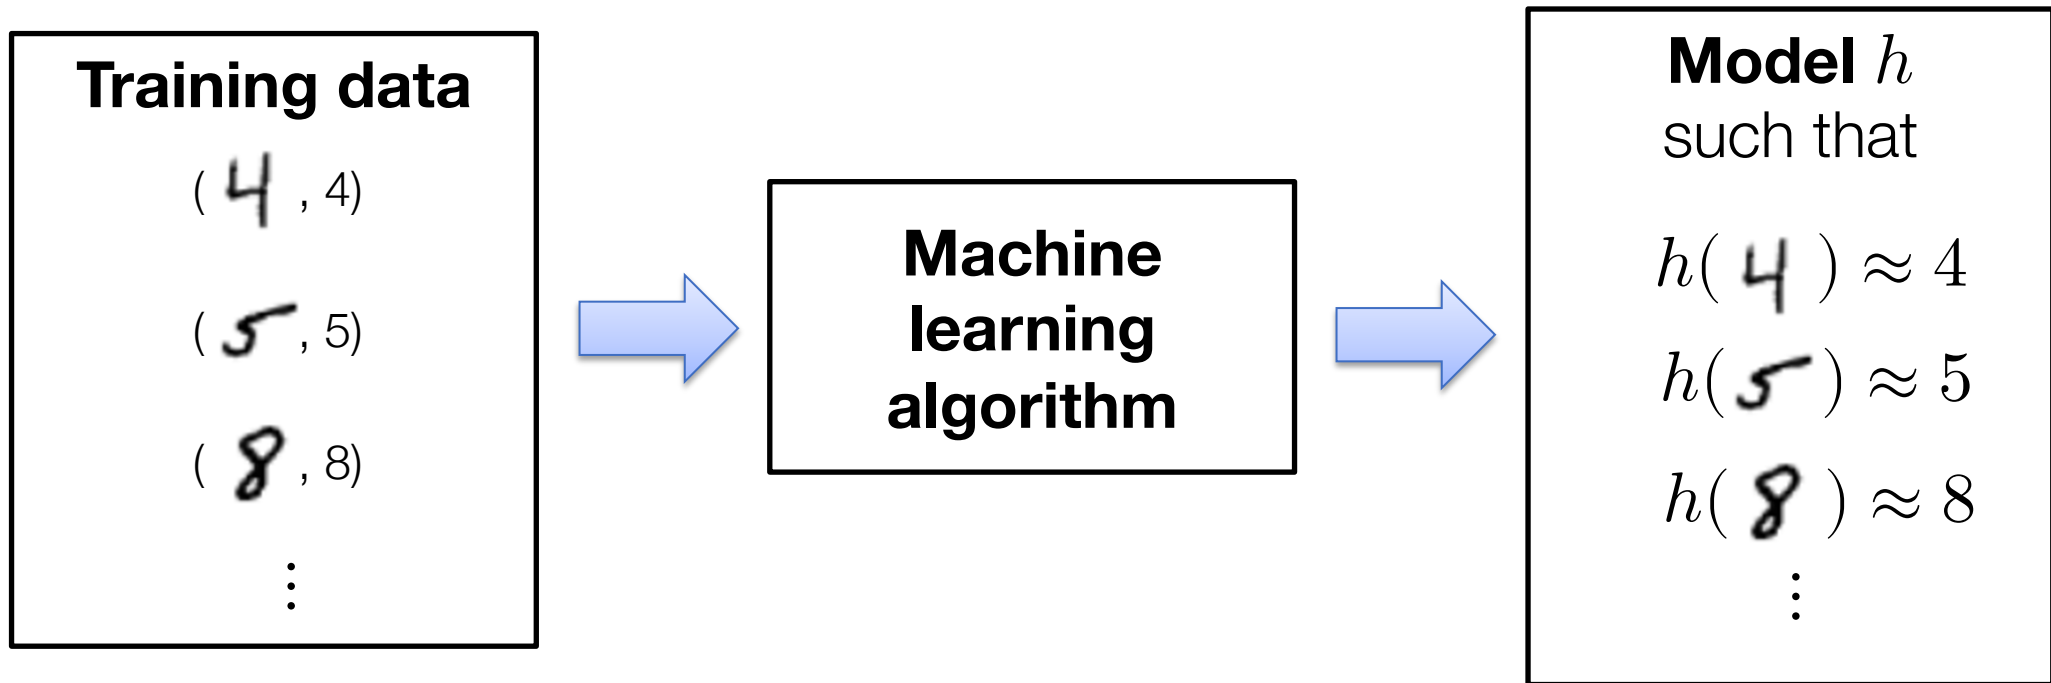 Training data
( 4 , 4)
( 5 , 5)
( 8 , 8)
⋮
Machine
learning
algorithm
Model h
such that
h( 4 ) ≈ 4
h( 5 ) ≈ 5
h( 8 ) ≈ 8
⋮